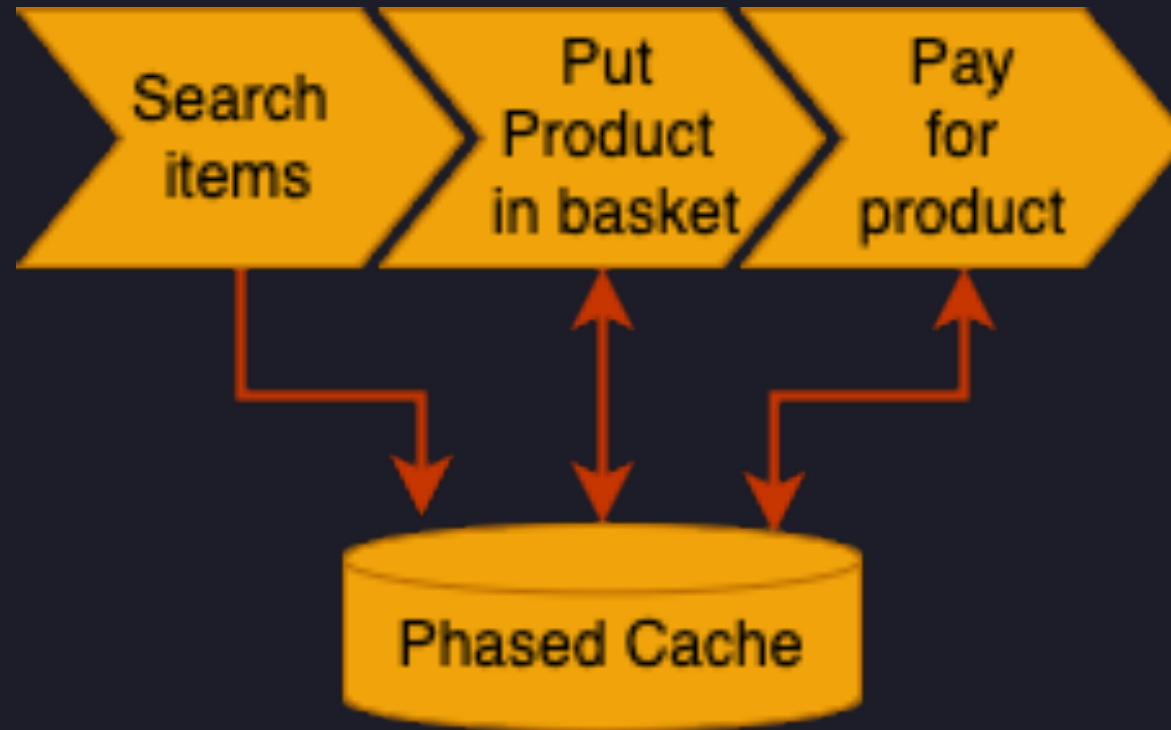 Search
items
Put
Product
in basket
Pay
for
product
Phased Cache